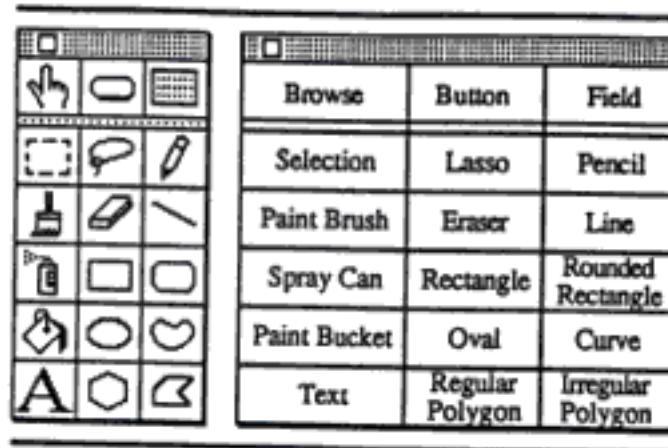 Browse Button Field
Selection Lasso Pencil
Paint Brush Eraser Line
Spray Can Rectangle Rounded Rectangle
Paint Bucket Oval Curve
Text Regular Polygon Irregular Polygon
A